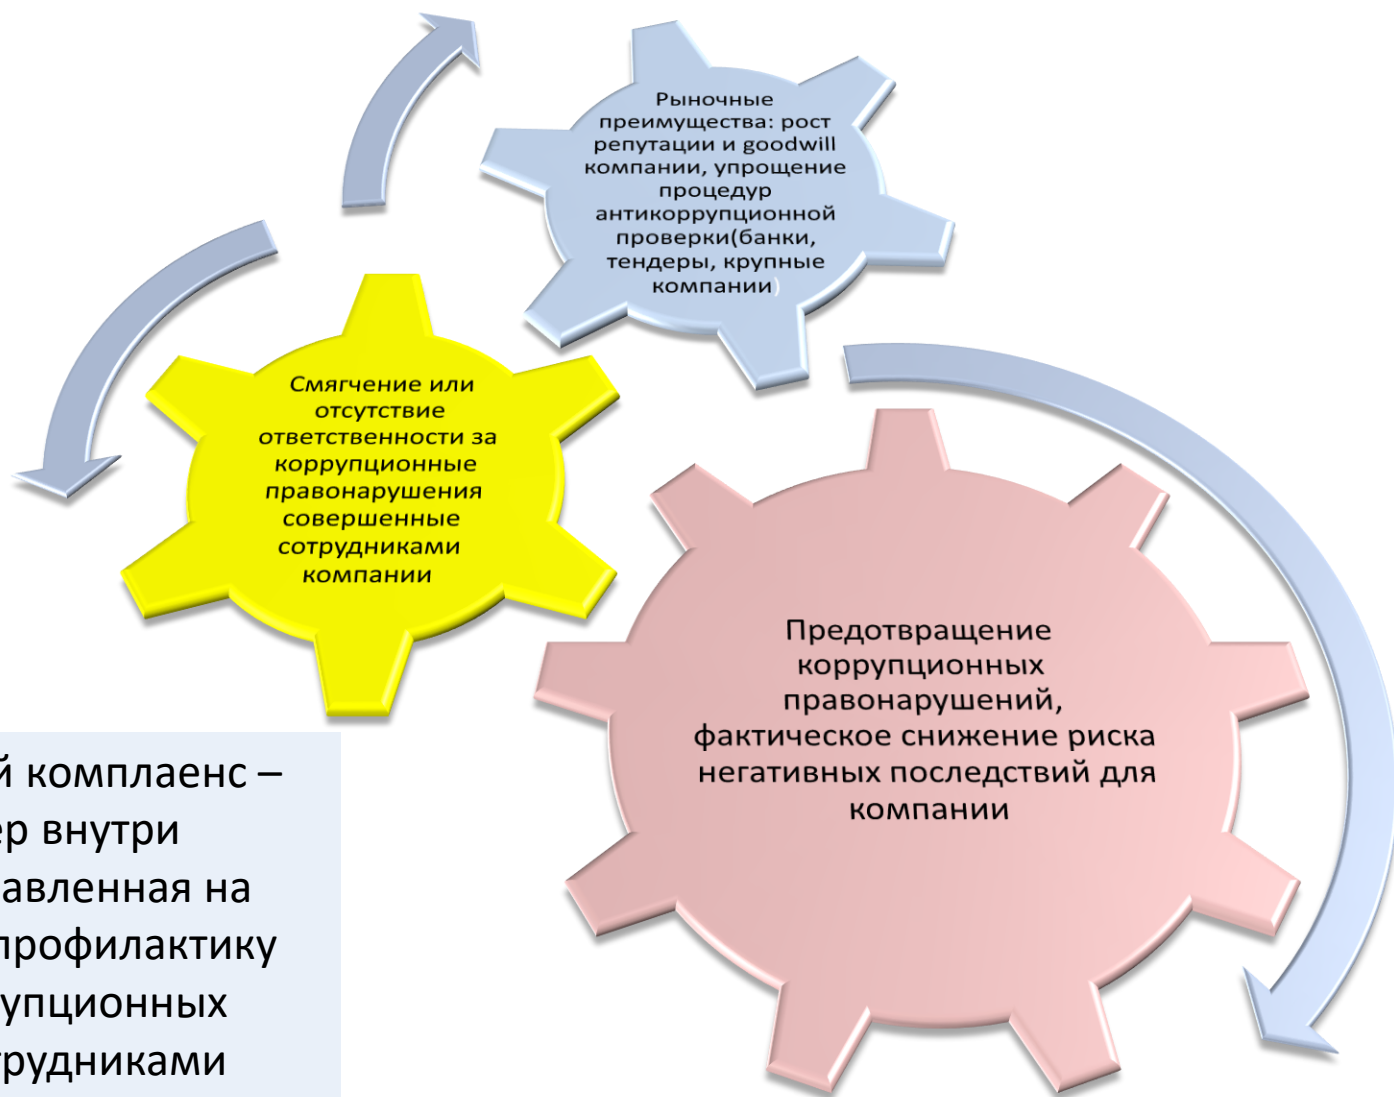 Рыночные
преимущества: рост
репутации и goodwill
компании, упрощение
процедур
антикоррупционной
проверки(банки,
тендеры, крупные
компании)
Смягчение или
отсутствие
ответственности за
коррупционные
правонарушения
совершенные
сотрудниками
компании
Предотвращение
коррупционных
правонарушений,
фактическое снижение риска
негативных последствий для
компании
й комплаенс –
ер внутри
авленная на
профилактику
упционных
трудниками